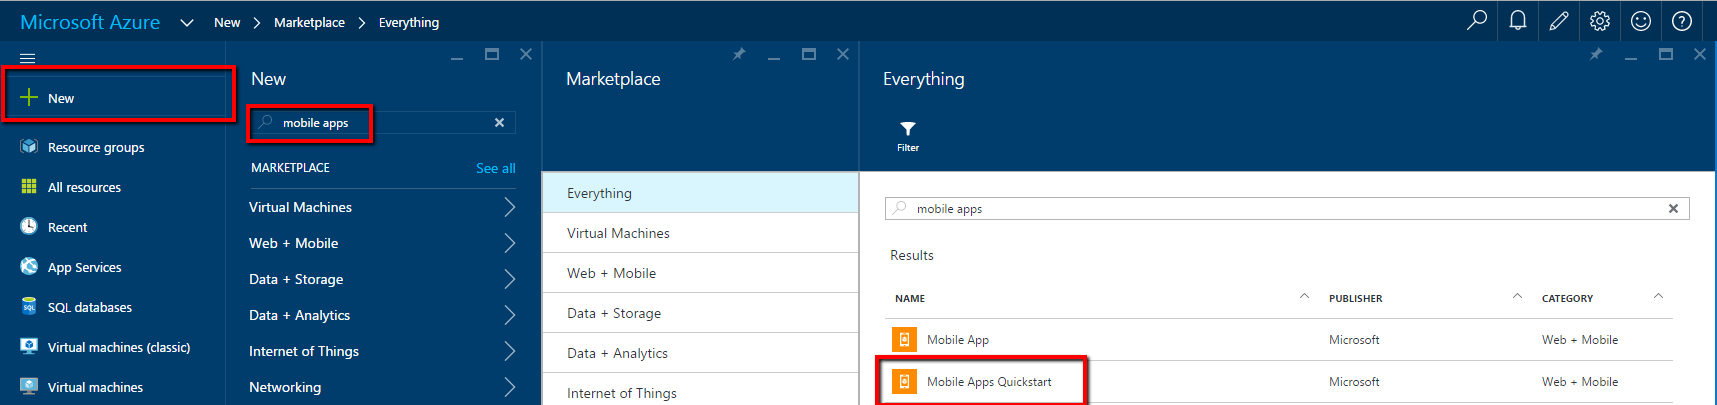 Microsoft Azure New > Marketplace > Everything
New
Resource groups
All resources
Recent
App Services
SQL databases
Virtual machines (classic)
Virtual machines
New
mobile apps
MARKETPLACE See all
Virtual Machines
Web + Mobile
Data + Storage
Data + Analytics
Internet of Things
Networking
Marketplace
Everything
Virtual Machines
Web + Mobile
Data + Storage
Data + Analytics
Internet of Things
Everything
Filter
mobile apps
Results
NAME PUBLISHER CATEGORY
Mobile App Microsoft Web + Mobile
Mobile Apps Quickstart Microsoft Web + Mobile